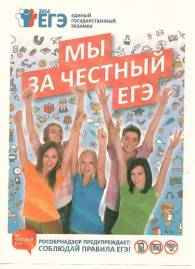 2014
ЕГЭ
ЕДИНЫЙ
ГОСУДАРСТВЕННЫЙ
ЭКЗАМЕН
МЫ
ЗА ЧЕСТНЫЙ
ЕГЭ
РОСОБРНАДЗОР ПРЕДУПРЕЖДАЕТ:
СОБЛЮДАЙ ПРАВИЛА ЕГЭ!